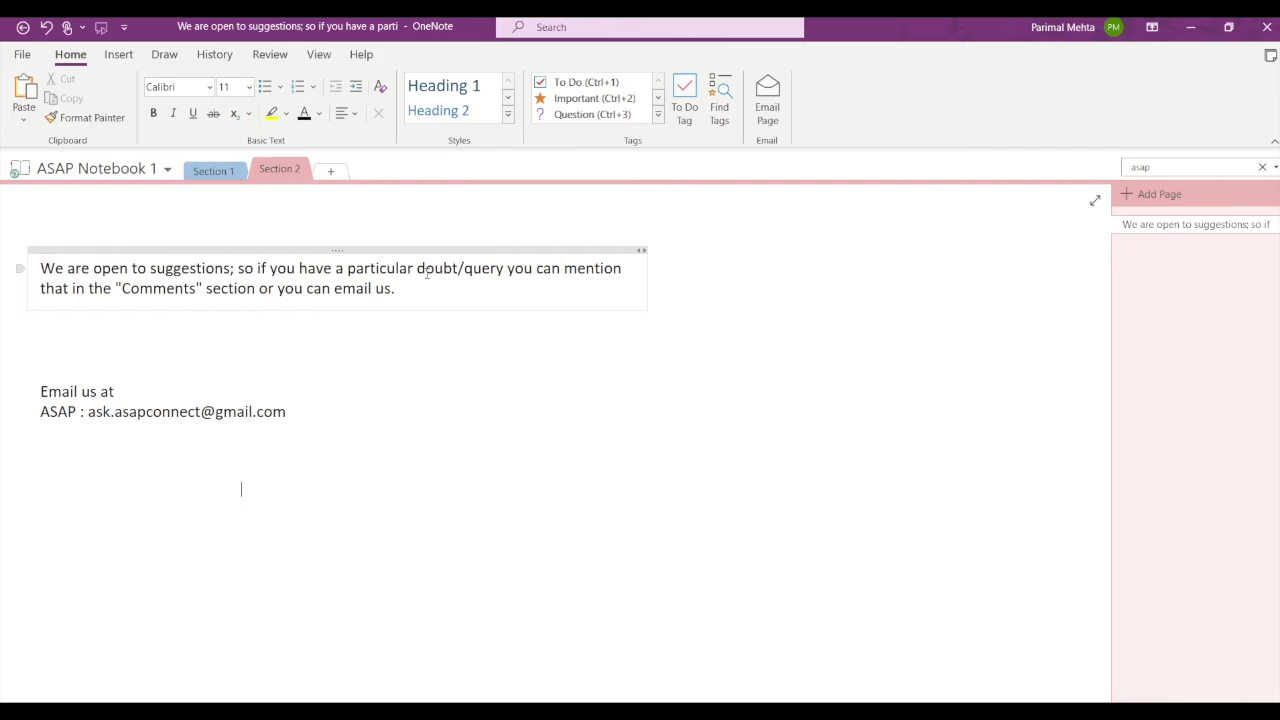 We are open to suggestions; so if you have a parti - OneNote
Search
Parimal Mehta PM
File Home Insert Draw History Review View Help
Paste
Cut
Copy
Format Painter
Clipboard
Calibri 11
B I U ab x₂ A
Basic Text
Heading 1
Heading 2
Styles
To Do (Ctrl+1)
Important (Ctrl+2)
? Question (Ctrl+3)
To Do Tag
Find Tags
Tags
Email Page
Email
ASAP Notebook 1 Section 1 Section 2 +
asap
+ Add Page
We are open to suggestions; so if
We are open to suggestions; so if you have a particular doubt/query you can mention
that in the "Comments" section or you can email us.
Email us at
ASAP : ask.asapconnect@gmail.com